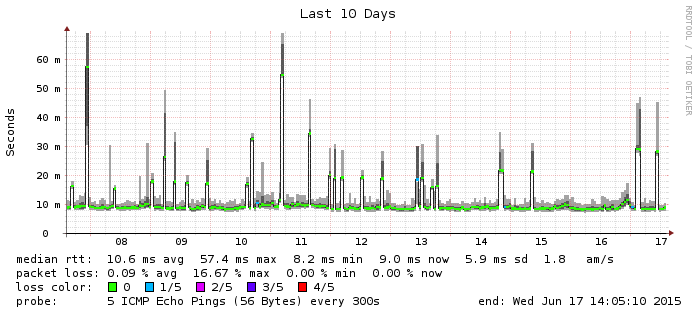 Last 10 Days
RRDTOOL / TOBI OETIKER
Seconds
60 m
50 m
40 m
30 m
20 m
10 m
0
08 09 10 11 12 13 14 15 16 17
median rtt: 10.6 ms avg 57.4 ms max 8.2 ms min 9.0 ms now 5.9 ms sd 1.8 am/s
packet loss: 0.09 % avg 16.67 % max 0.00 % min 0.00 % now
loss color: 0 1/5 2/5 3/5 4/5
probe: 5 ICMP Echo Pings (56 Bytes) every 300s end: Wed Jun 17 14:05:10 2015